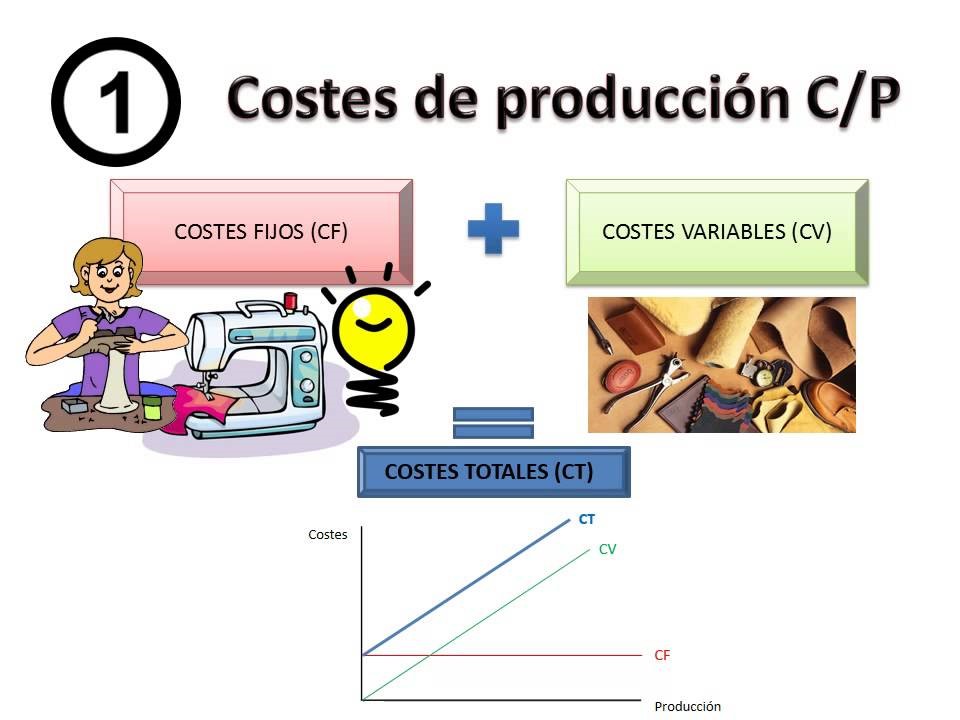 1
Costes de producción C/P
COSTES FIJOS (CF)
COSTES VARIABLES (CV)
COSTES TOTALES (CT)
Costes
CT
CV
CF
Producción